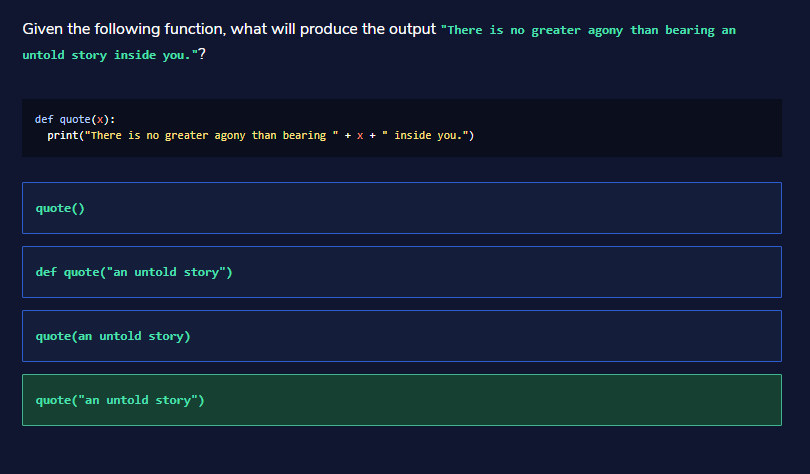 Given the following function, what will produce the output "There is no greater agony than bearing an
untold story inside you."?
def quote(x):
  print("There is no greater agony than bearing " + x + " inside you.")
quote()
def quote("an untold story")
quote(an untold story)
quote("an untold story")